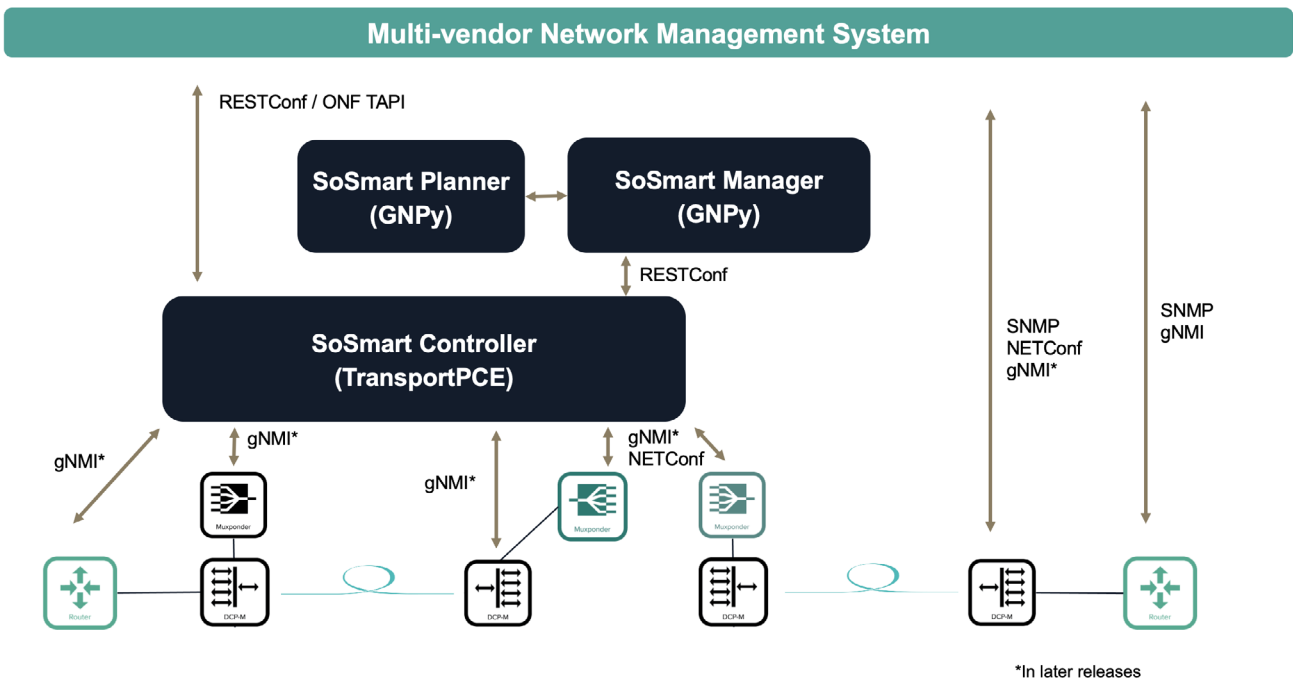 Multi-vendor Network Management System
RESTConf / ONF TAPI
SoSmart Planner
(GNPy)
SoSmart Manager
(GNPy)
RESTConf
SoSmart Controller
(TransportPCE)
SNMP
NETConf
gNMI*
SNMP
gNMI
gNMI*
gNMI*
gNMI*
gNMI*
NETConf
Muxponder
Muxponder
Muxponder
Router
DCP-M
DCP-M
DCP-M
DCP-M
Router
*In later releases